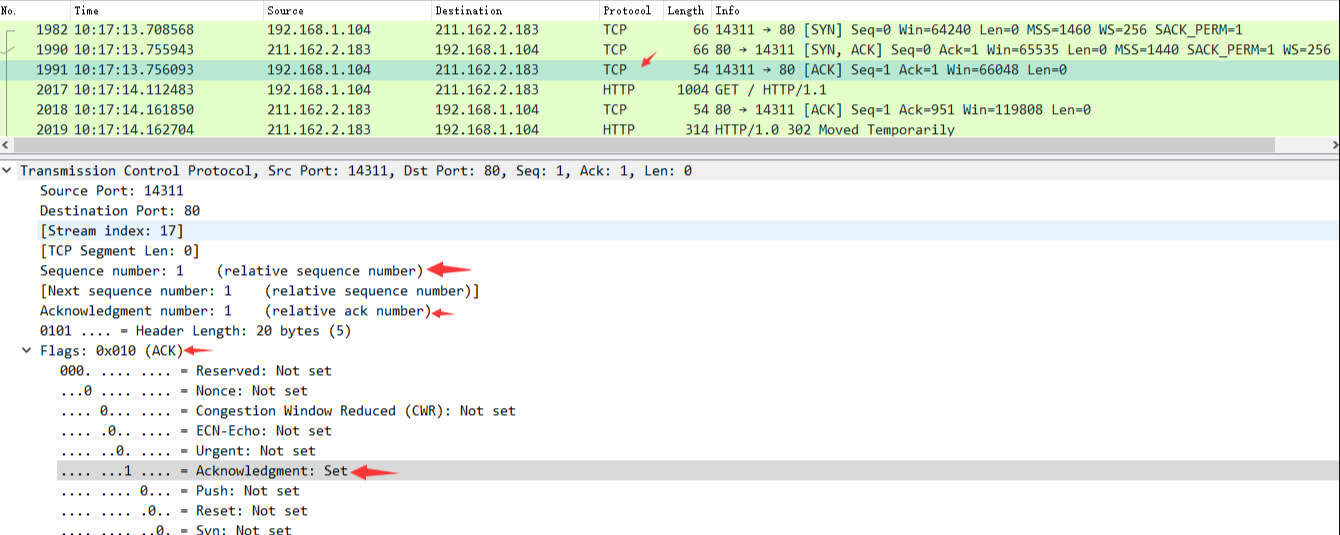 No. Time Source Destination Protocol Length Info
1982 10:17:13.708568 192.168.1.104 211.162.2.183 TCP 66 14311 → 80 [SYN] Seq=0 Win=64240 Len=0 MSS=1460 WS=256 SACK_PERM=1
1990 10:17:13.755943 211.162.2.183 192.168.1.104 TCP 66 80 → 14311 [SYN, ACK] Seq=0 Ack=1 Win=65535 Len=0 MSS=1440 SACK_PERM=1 WS=256
1991 10:17:13.756093 192.168.1.104 211.162.2.183 TCP 54 14311 → 80 [ACK] Seq=1 Ack=1 Win=66048 Len=0
2017 10:17:14.112483 192.168.1.104 211.162.2.183 HTTP 1004 GET / HTTP/1.1
2018 10:17:14.161850 211.162.2.183 192.168.1.104 TCP 54 80 → 14311 [ACK] Seq=1 Ack=951 Win=119808 Len=0
2019 10:17:14.162704 211.162.2.183 192.168.1.104 HTTP 314 HTTP/1.0 302 Moved Temporarily
Transmission Control Protocol, Src Port: 14311, Dst Port: 80, Seq: 1, Ack: 1, Len: 0
Source Port: 14311
Destination Port: 80
[Stream index: 17]
[TCP Segment Len: 0]
Sequence number: 1 (relative sequence number)
[Next sequence number: 1 (relative sequence number)]
Acknowledgment number: 1 (relative ack number)
0101 .... = Header Length: 20 bytes (5)
Flags: 0x010 (ACK)
000. .... .... = Reserved: Not set
...0 .... .... = Nonce: Not set
.... 0... .... = Congestion Window Reduced (CWR): Not set
.... .0.. .... = ECN-Echo: Not set
.... ..0. .... = Urgent: Not set
.... ...1 .... = Acknowledgment: Set
.... .... 0... = Push: Not set
.... .... .0.. = Reset: Not set
.... .... ..0. = Syn: Not set